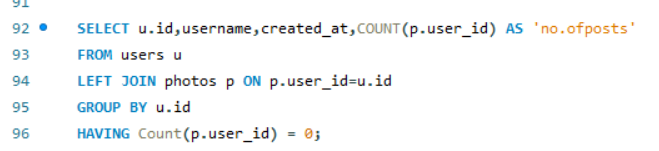 91
92 SELECT u.id,username,created_at,COUNT(p.user_id) AS 'no.ofposts'
93 FROM users u
94 LEFT JOIN photos p ON p.user_id=u.id
95 GROUP BY u.id
96 HAVING Count(p.user_id) = 0;